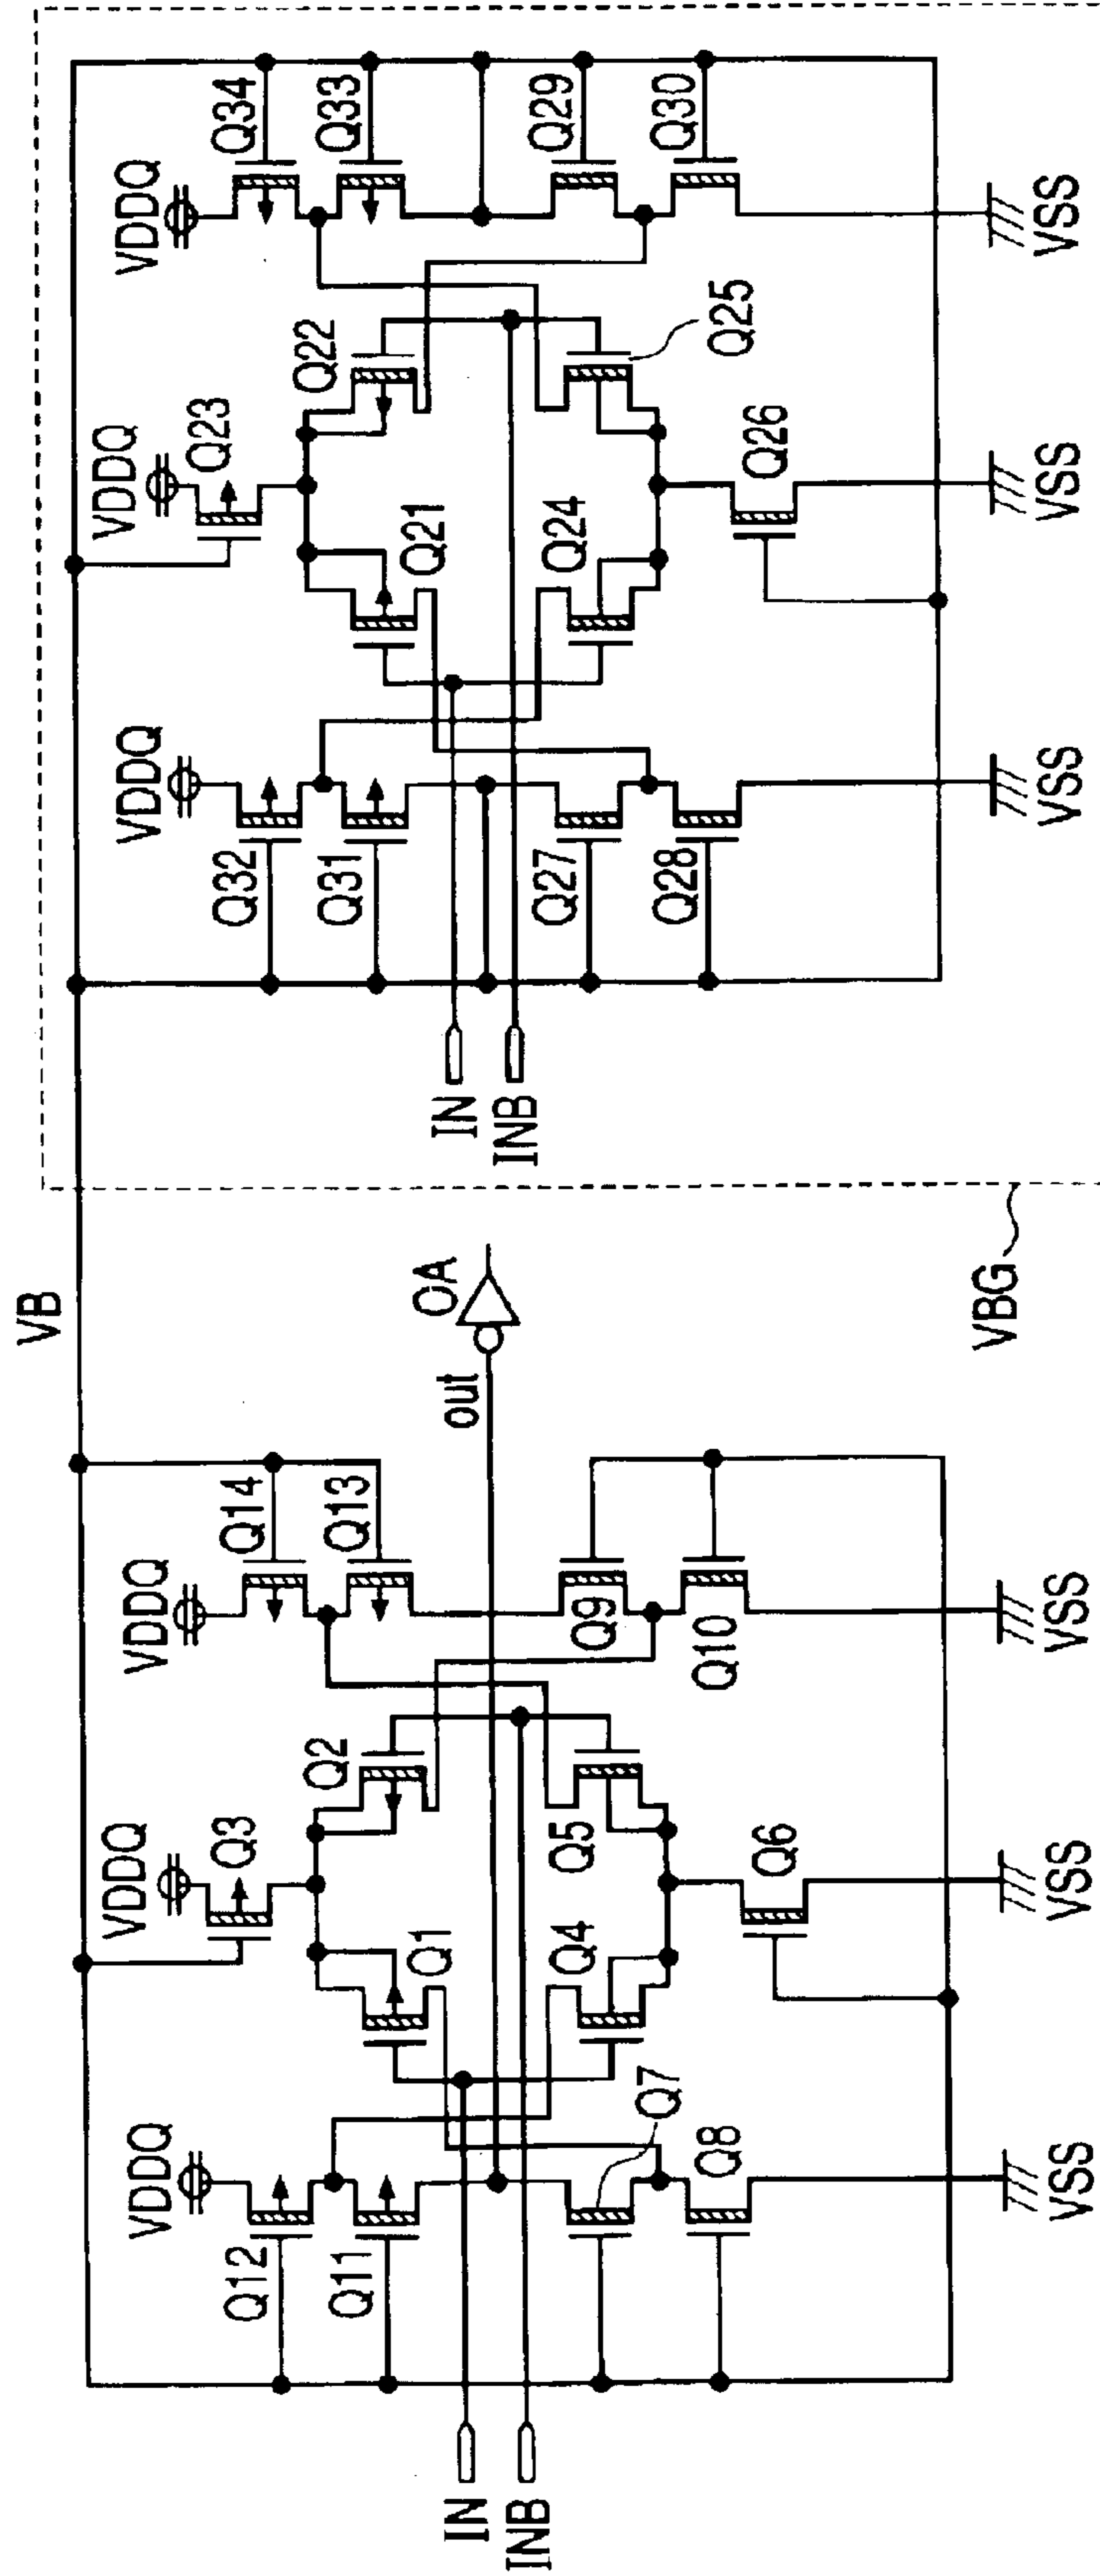 VB
VDDQ
VDDQ
VDDQ
Q12
Q3
Q14
Q11
Q2
Q13
Q1
out
OA
IN
INB
Q4
Q5
Q9
Q7
Q8
Q6
Q10
VSS
VSS
VSS
VBG
VDDQ
VDDQ
VDDQ
Q32
Q23
Q34
Q31
Q22
Q33
Q21
IN
INB
Q24
Q27
Q29
Q28
Q26
Q25
Q30
VSS
VSS
VSS